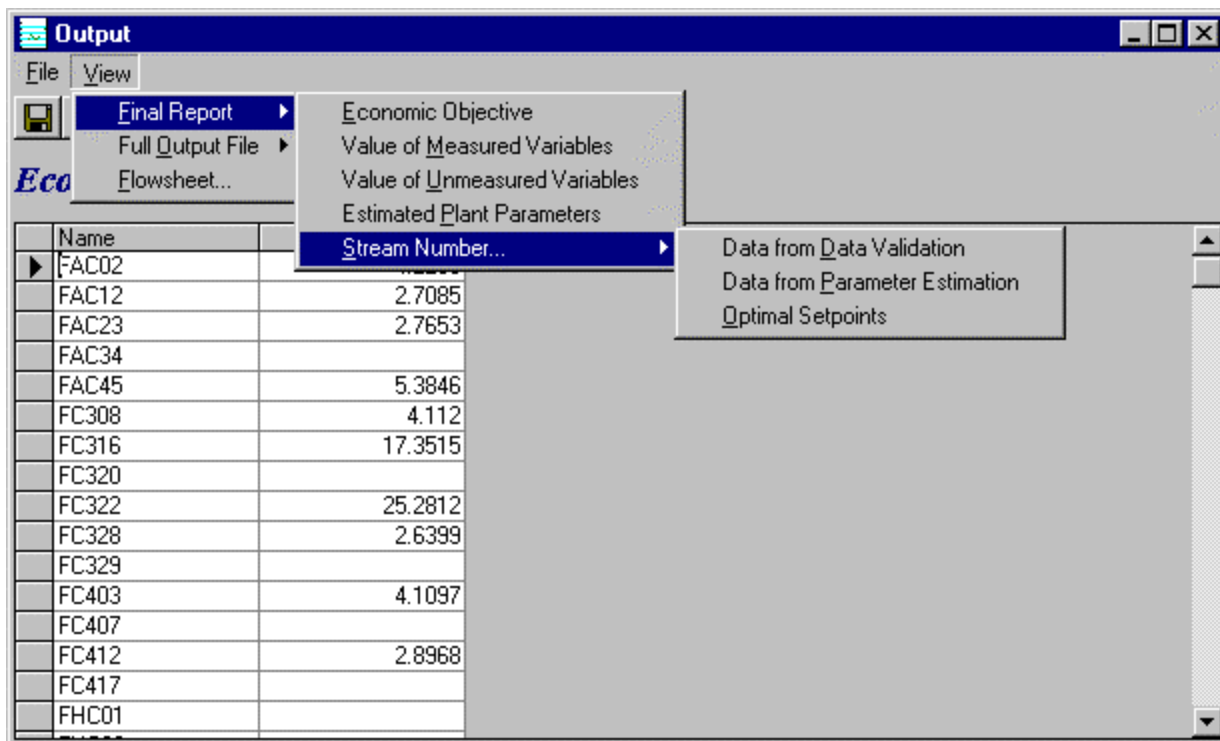 Output
File View
Final Report
Full Output File
Flowsheet...
Economic Objective
Value of Measured Variables
Value of Unmeasured Variables
Estimated Plant Parameters
Stream Number...
Data from Data Validation
Data from Parameter Estimation
Optimal Setpoints
Eco
Name
FAC02
FAC12 2.7085
FAC23 2.7653
FAC34
FAC45 5.3846
FC308 4.112
FC316 17.3515
FC320
FC322 25.2812
FC328 2.6399
FC329
FC403 4.1097
FC407
FC412 2.8968
FC417
FHC01